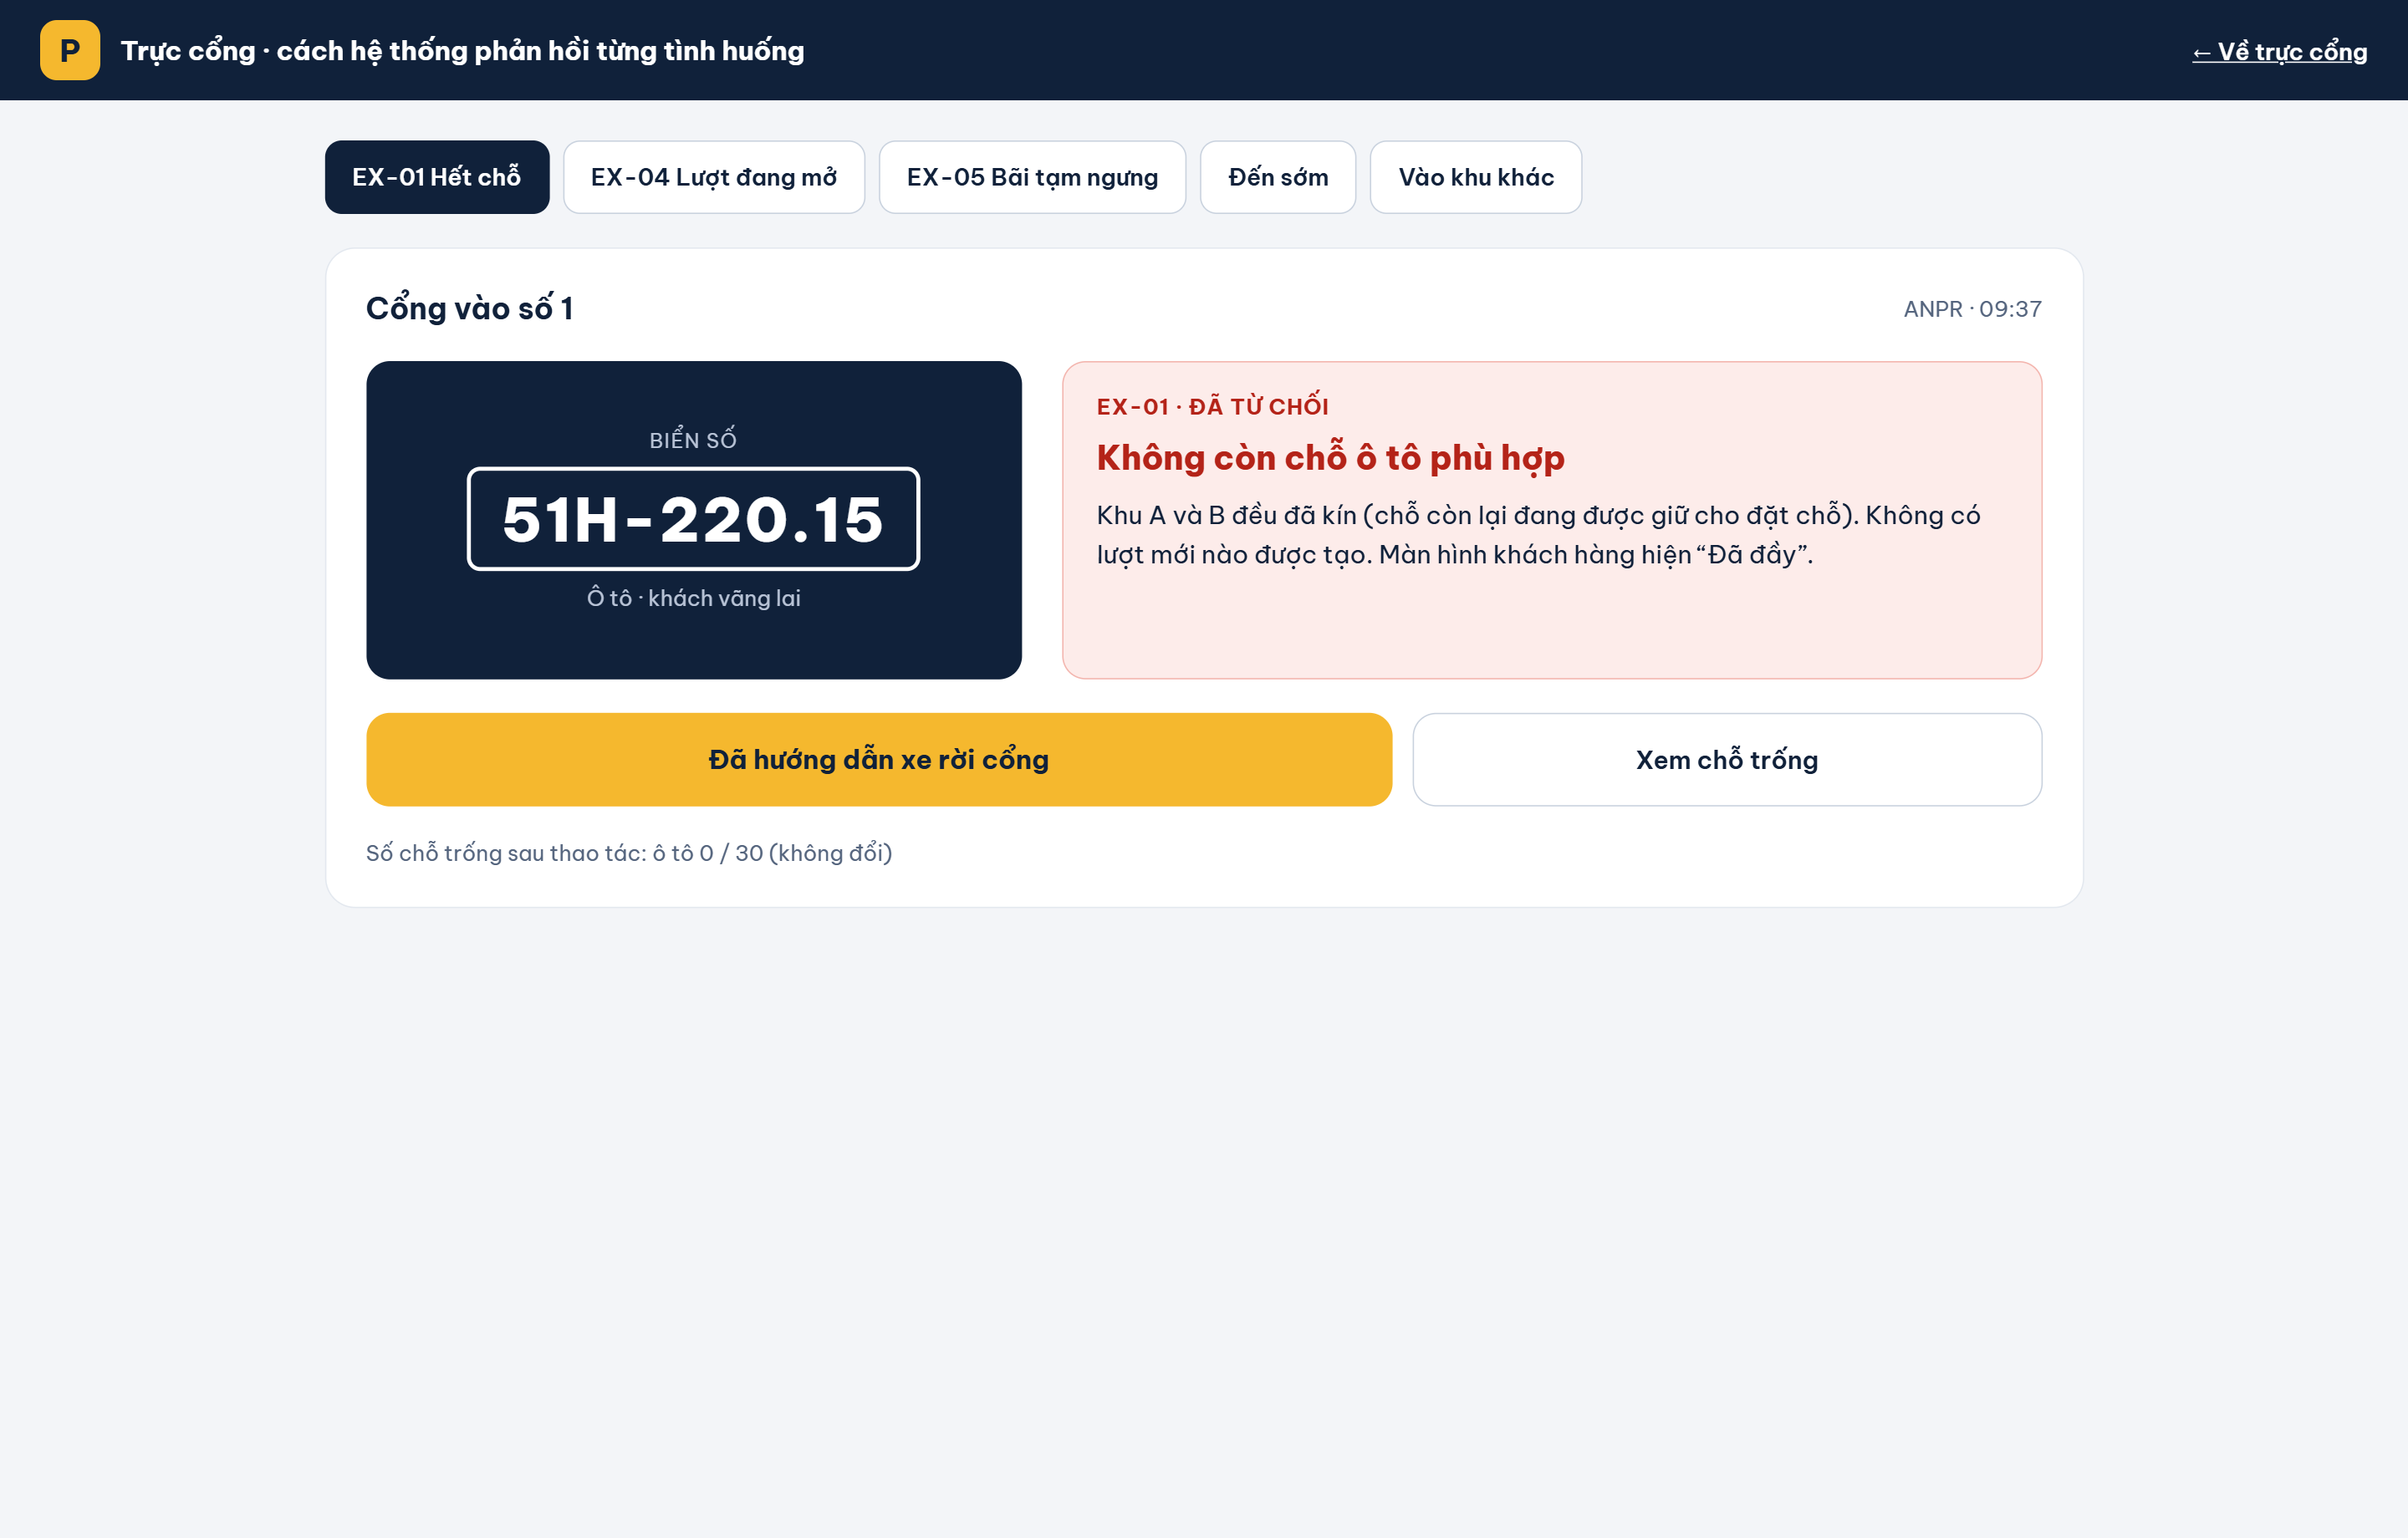 P
Trực cổng · cách hệ thống phản hồi từng tình huống
← Về trực cổng
EX-01 Hết chỗ
EX-04 Lượt đang mở
EX-05 Bãi tạm ngưng
Đến sớm
Vào khu khác
Cổng vào số 1
ANPR · 09:37
BIỂN SỐ
51H-220.15
Ô tô · khách vãng lai
EX-01 · ĐÃ TỪ CHỐI
Không còn chỗ ô tô phù hợp
Khu A và B đều đã kín (chỗ còn lại đang được giữ cho đặt chỗ). Không có
lượt mới nào được tạo. Màn hình khách hàng hiện “Đã đầy”.
Đã hướng dẫn xe rời cổng
Xem chỗ trống
Số chỗ trống sau thao tác: ô tô 0 / 30 (không đổi)